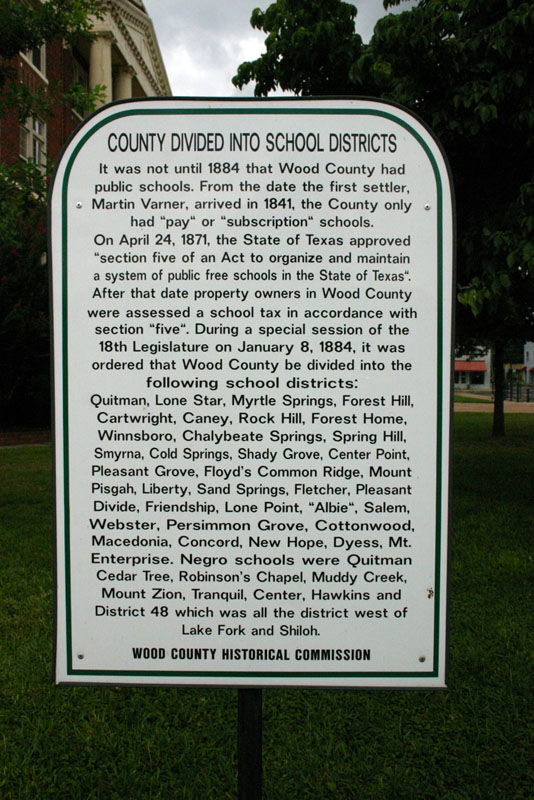 COUNTY DIVIDED INTO SCHOOL DISTRICTS
It was not until 1884 that Wood County had
public schools. From the date the first settler,
Martin Varner, arrived in 1841, the County only
had "pay" or "subscription" schools.
On April 24, 1871, the State of Texas approved
"section five of an Act to organize and maintain
a system of public free schools in the State of Texas".
After that date property owners in Wood County
were assessed a school tax in accordance with
section "five". During a special session of the
18th Legislature on January 8, 1884, it was
ordered that Wood County be divided into the
following school districts:
Quitman, Lone Star, Myrtle Springs, Forest Hill,
Cartwright, Caney, Rock Hill, Forest Home,
Winnsboro, Chalybeate Springs, Spring Hill,
Smyrna, Cold Springs, Shady Grove, Center Point,
Pleasant Grove, Floyd's Common Ridge, Mount
Pisgah, Liberty, Sand Springs, Fletcher, Pleasant
Divide, Friendship, Lone Point, "Albie", Salem,
Webster, Persimmon Grove, Cottonwood,
Macedonia, Concord, New Hope, Dyess, Mt.
Enterprise. Negro schools were Quitman
Cedar Tree, Robinson's Chapel, Muddy Creek,
Mount Zion, Tranquil, Center, Hawkins and
District 48 which was all the district west of
Lake Fork and Shiloh.
WOOD COUNTY HISTORICAL COMMISSION